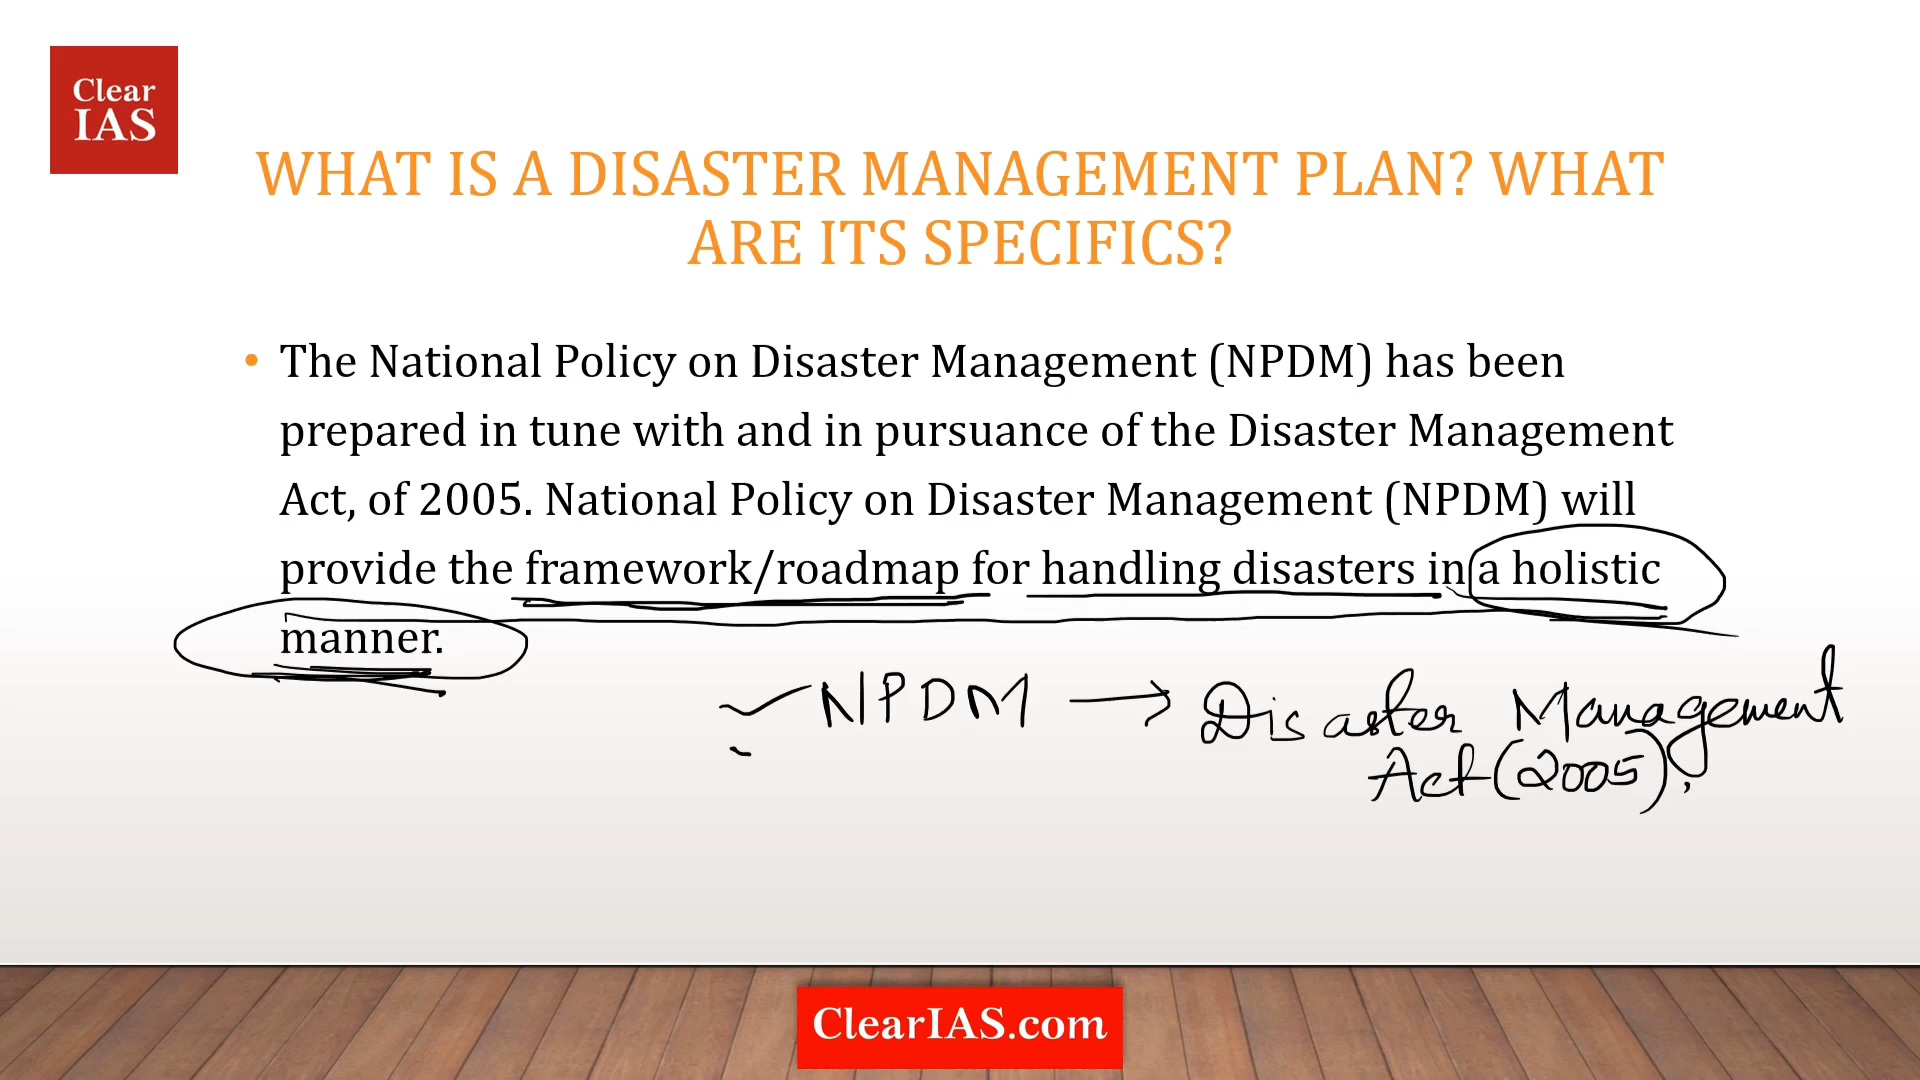 Clear
IAS
WHAT IS A DISASTER MANAGEMENT PLAN? WHAT
ARE ITS SPECIFICS?
• The National Policy on Disaster Management (NPDM) has been
prepared in tune with and in pursuance of the Disaster Management
Act, of 2005. National Policy on Disaster Management (NPDM) will
provide the framework/roadmap for handling disasters in a holistic
manner.
NPDM → Disaster Management
Act (2005).
ClearIAS.com